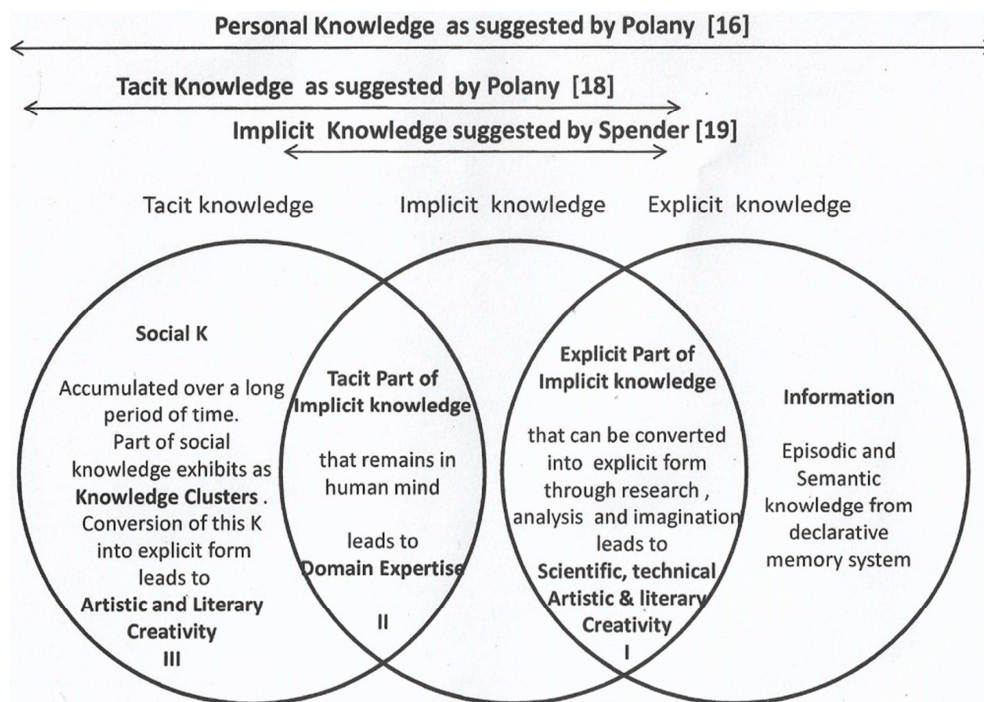 Personal Knowledge as suggested by Polany [16]
Tacit Knowledge as suggested by Polany [18]
Implicit Knowledge suggested by Spender [19]
Tacit knowledge
Implicit knowledge
Explicit knowledge
Social K
Accumulated over a long
period of time.
Part of social
knowledge exhibits as
Knowledge Clusters .
Conversion of this K
into explicit form
leads to
Artistic and Literary
Creativity
III
Tacit Part of
Implicit knowledge
that remains in
human mind
leads to
Domain Expertise
II
Explicit Part of
Implicit knowledge
that can be converted
into explicit form
through research ,
analysis and imagination
leads to
Scientific, technical
Artistic & literary
Creativity
I
Information
Episodic and
Semantic
knowledge from
declarative
memory system